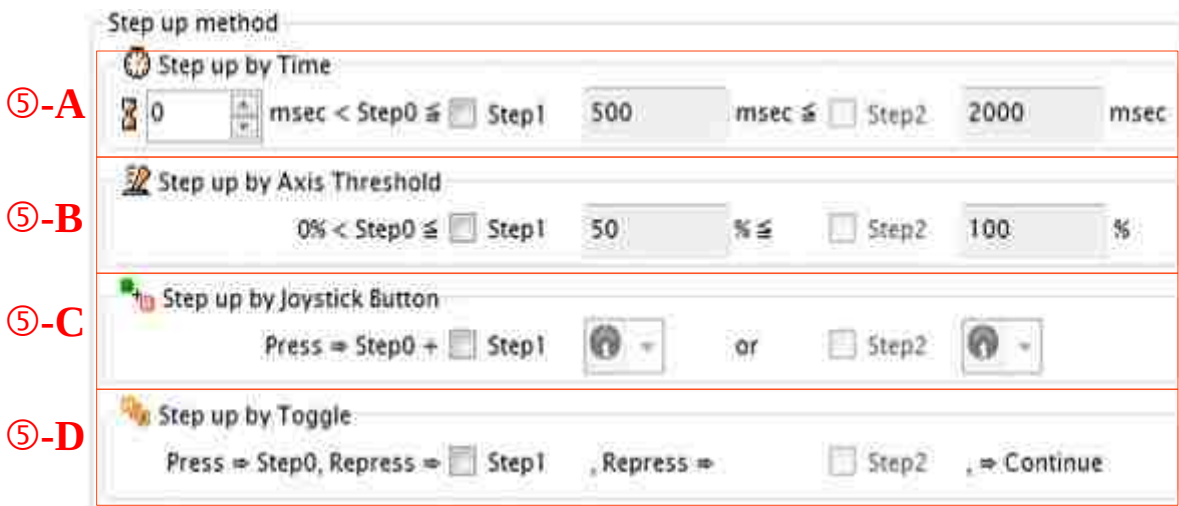 Step up method
⑤-A
Step up by Time
0 msec < Step0 ≦ Step1 500 msec ≦ Step2 2000 msec
⑤-B
Step up by Axis Threshold
0% < Step0 ≦ Step1 50 % ≦ Step2 100 %
⑤-C
Step up by Joystick Button
Press ⇒ Step0 + Step1 or Step2
⑤-D
Step up by Toggle
Press ⇒ Step0, Repress ⇒ Step1 , Repress ⇒ Step2 , ⇒ Continue